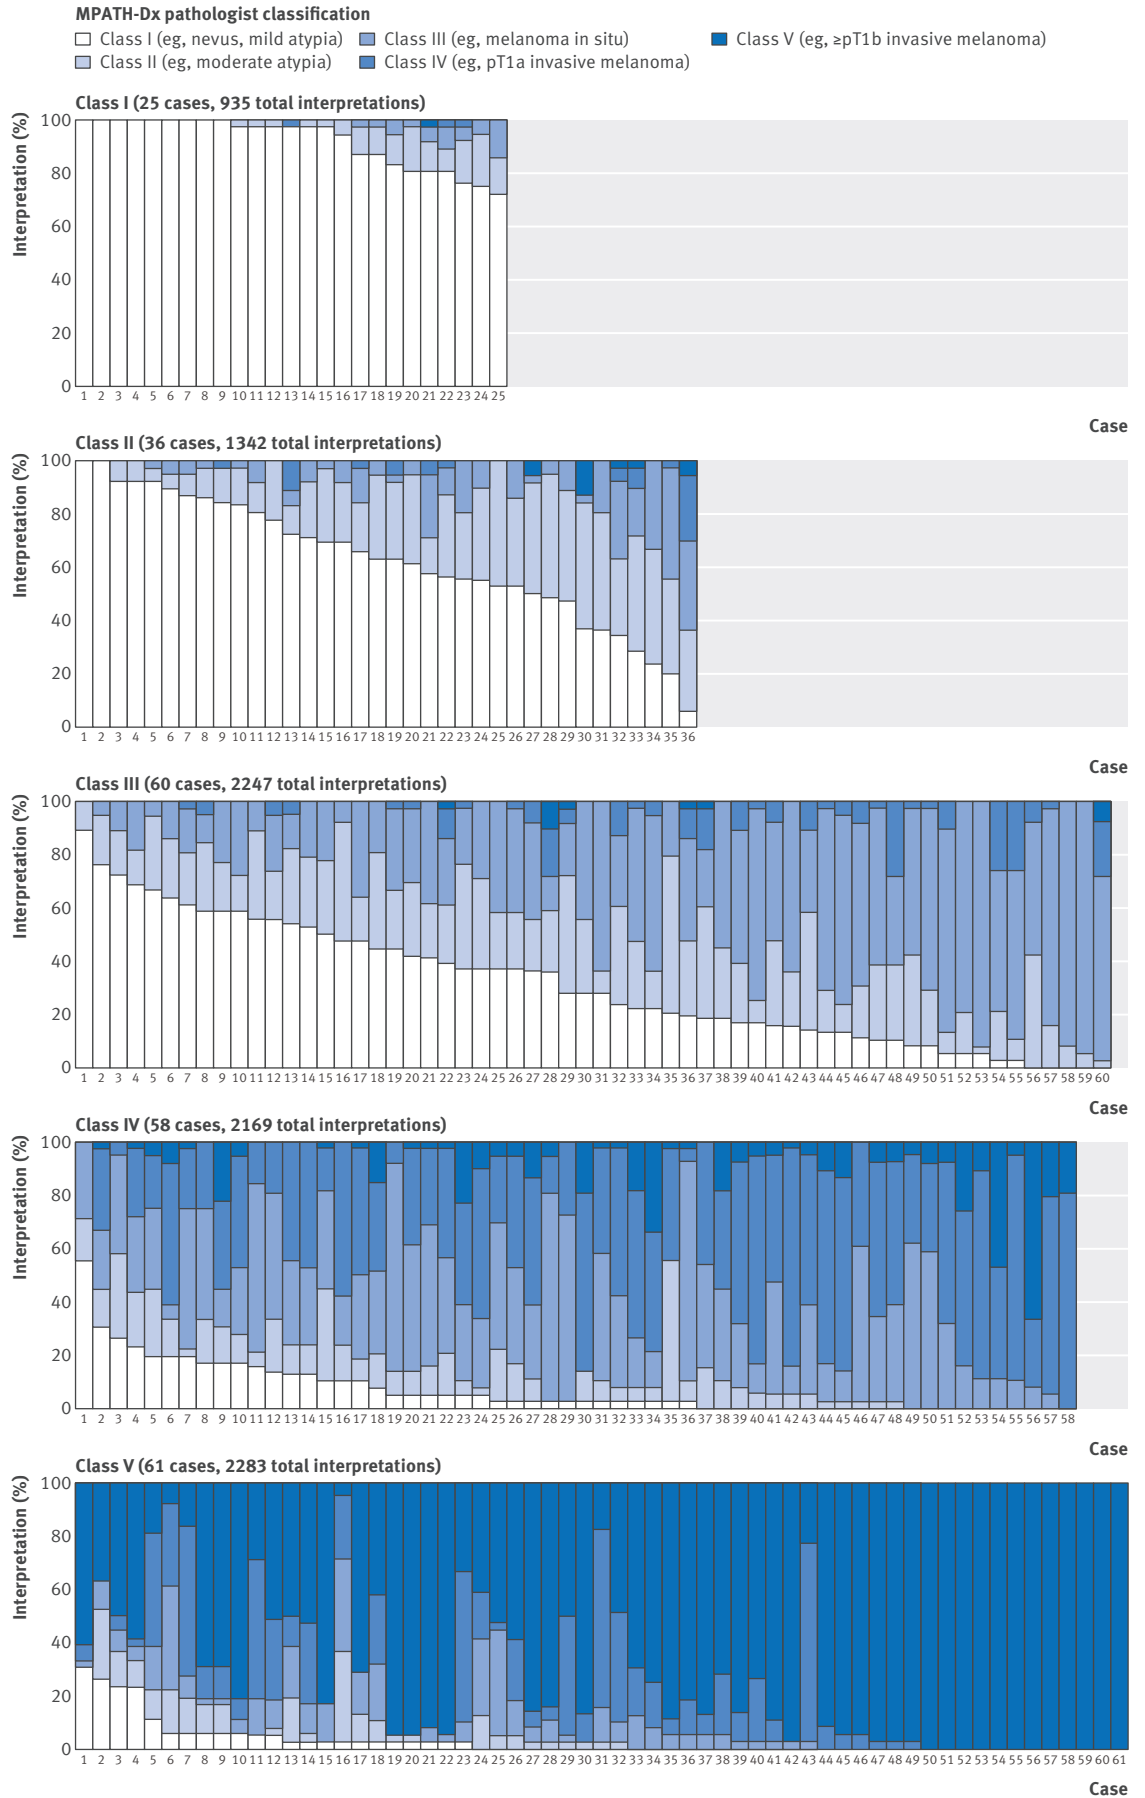 MPATH-Dx pathologist classification
Class I (eg, nevus, mild atypia) Class III (eg, melanoma in situ) Class V (eg, ≥pT1b invasive melanoma)
Class II (eg, moderate atypia) Class IV (eg, pT1a invasive melanoma)
Class I (25 cases, 935 total interpretations)
Interpretation (%)
100
80
60
40
20
0
1 2 3 4 5 6 7 8 9 10 11 12 13 14 15 16 17 18 19 20 21 22 23 24 25
Case
Class II (36 cases, 1342 total interpretations)
Interpretation (%)
100
80
60
40
20
0
1 2 3 4 5 6 7 8 9 10 11 12 13 14 15 16 17 18 19 20 21 22 23 24 25 26 27 28 29 30 31 32 33 34 35 36
Case
Class III (60 cases, 2247 total interpretations)
Interpretation (%)
100
80
60
40
20
0
1 2 3 4 5 6 7 8 9 10 11 12 13 14 15 16 17 18 19 20 21 22 23 24 25 26 27 28 29 30 31 32 33 34 35 36 37 38 39 40 41 42 43 44 45 46 47 48 49 50 51 52 53 54 55 56 57 58 59 60
Case
Class IV (58 cases, 2169 total interpretations)
Interpretation (%)
100
80
60
40
20
0
1 2 3 4 5 6 7 8 9 10 11 12 13 14 15 16 17 18 19 20 21 22 23 24 25 26 27 28 29 30 31 32 33 34 35 36 37 38 39 40 41 42 43 44 45 46 47 48 49 50 51 52 53 54 55 56 57 58
Case
Class V (61 cases, 2283 total interpretations)
Interpretation (%)
100
80
60
40
20
0
1 2 3 4 5 6 7 8 9 10 11 12 13 14 15 16 17 18 19 20 21 22 23 24 25 26 27 28 29 30 31 32 33 34 35 36 37 38 39 40 41 42 43 44 45 46 47 48 49 50 51 52 53 54 55 56 57 58 59 60 61
Case